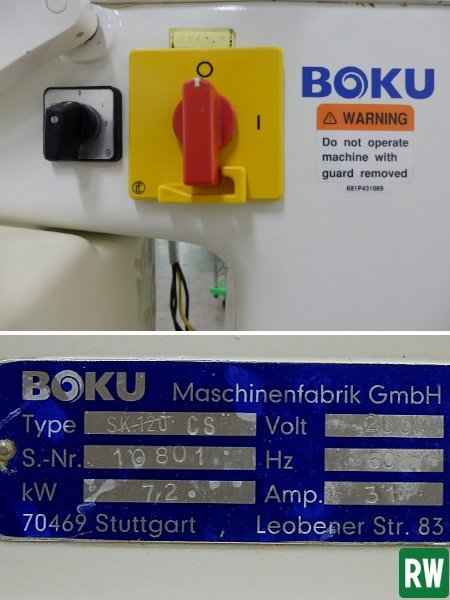 O
I
BOKU
WARNING
Do not operate
machine with
guard removed
681P431689
BOKU Maschinenfabrik GmbH
Type SK-120 CS Volt 200
S.-Nr. 10801 Hz 60
kW 7,2 Amp. 31
70469 Stuttgart Leobener Str. 83
RW